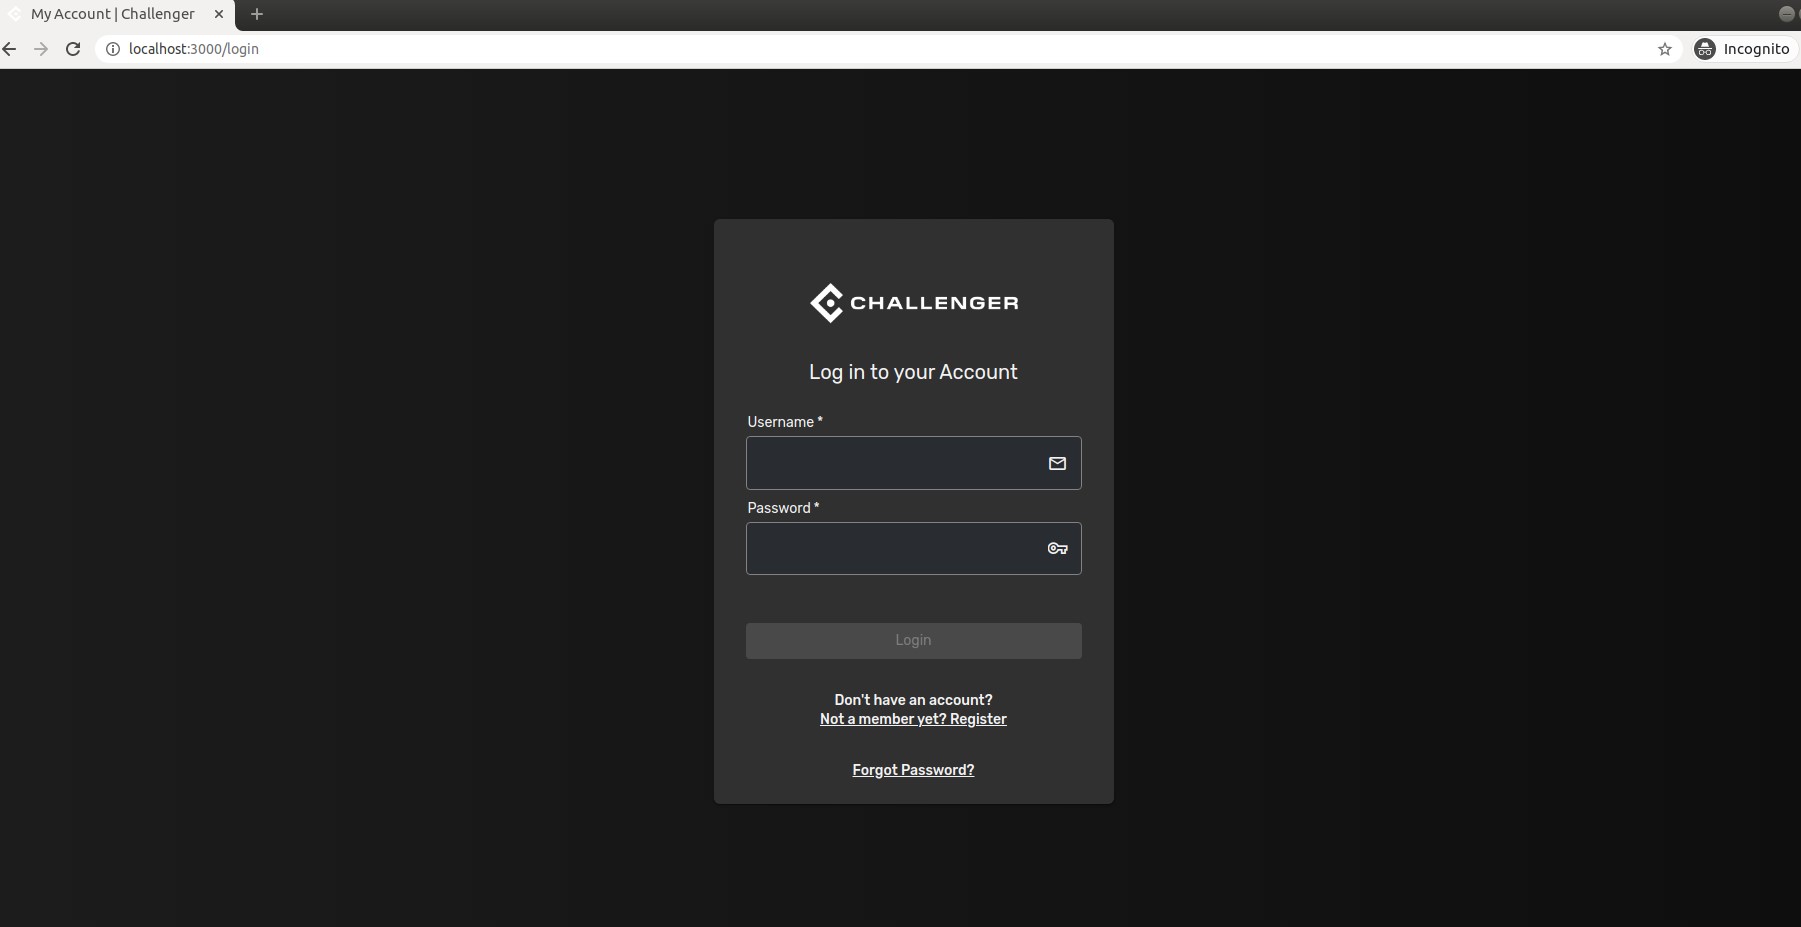 My Account | Challenger
localhost:3000/login
Incognito
CHALLENGER
Log in to your Account
Username *
Password *
Login
Don't have an account?
Not a member yet? Register
Forgot Password?